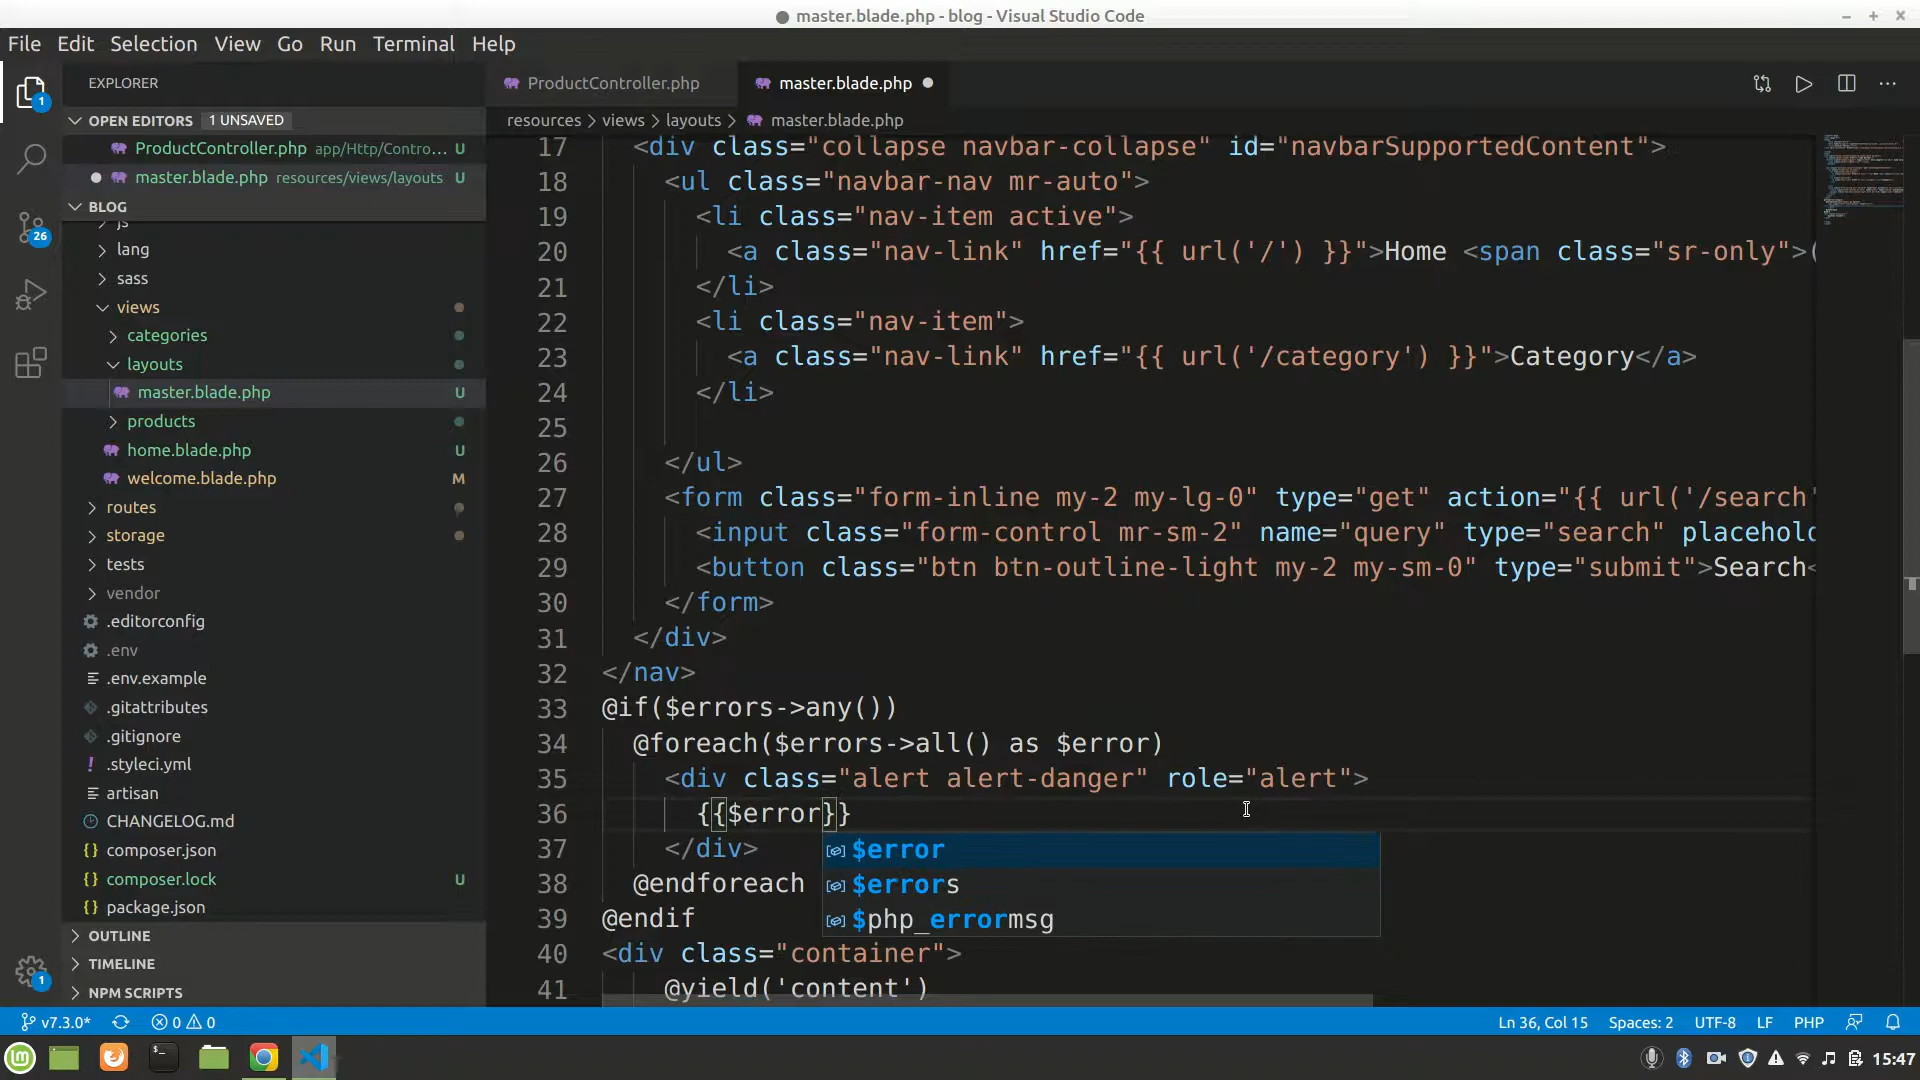 master.blade.php - blog - Visual Studio Code
File Edit Selection View Go Run Terminal Help
EXPLORER
OPEN EDITORS 1 UNSAVED
ProductController.php app/Http/Contro... U
master.blade.php resources/views/layouts U
BLOG
js
lang
sass
views
categories
layouts
master.blade.php U
products
home.blade.php U
welcome.blade.php M
routes
storage
tests
vendor
.editorconfig
.env
.env.example
.gitattributes
.gitignore
.styleci.yml
artisan
CHANGELOG.md
composer.json
composer.lock U
package.json
OUTLINE
TIMELINE
NPM SCRIPTS
1
26
1
ProductController.php master.blade.php
resources > views > layouts > master.blade.php
17 <div class="collapse navbar-collapse" id="navbarSupportedContent">
18 <ul class="navbar-nav mr-auto">
19 <li class="nav-item active">
20 <a class="nav-link" href="{{ url('/') }}">Home <span class="sr-only">(
21 </li>
22 <li class="nav-item">
23 <a class="nav-link" href="{{ url('/category') }}">Category</a>
24 </li>
25
26 </ul>
27 <form class="form-inline my-2 my-lg-0" type="get" action="{{ url('/search'
28 <input class="form-control mr-sm-2" name="query" type="search" placehold
29 <button class="btn btn-outline-light my-2 my-sm-0" type="submit">Search<
30 </form>
31 </div>
32 </nav>
33 @if($errors->any())
34 @foreach($errors->all() as $error)
35 <div class="alert alert-danger" role="alert">
36 {{$error}}
37 </div>
38 @endforeach
39 @endif
40 <div class="container">
41 @yield('content')
$error
$errors
$php_errormsg
v7.3.0* 0 0 Ln 36, Col 15 Spaces: 2 UTF-8 LF PHP
15:47